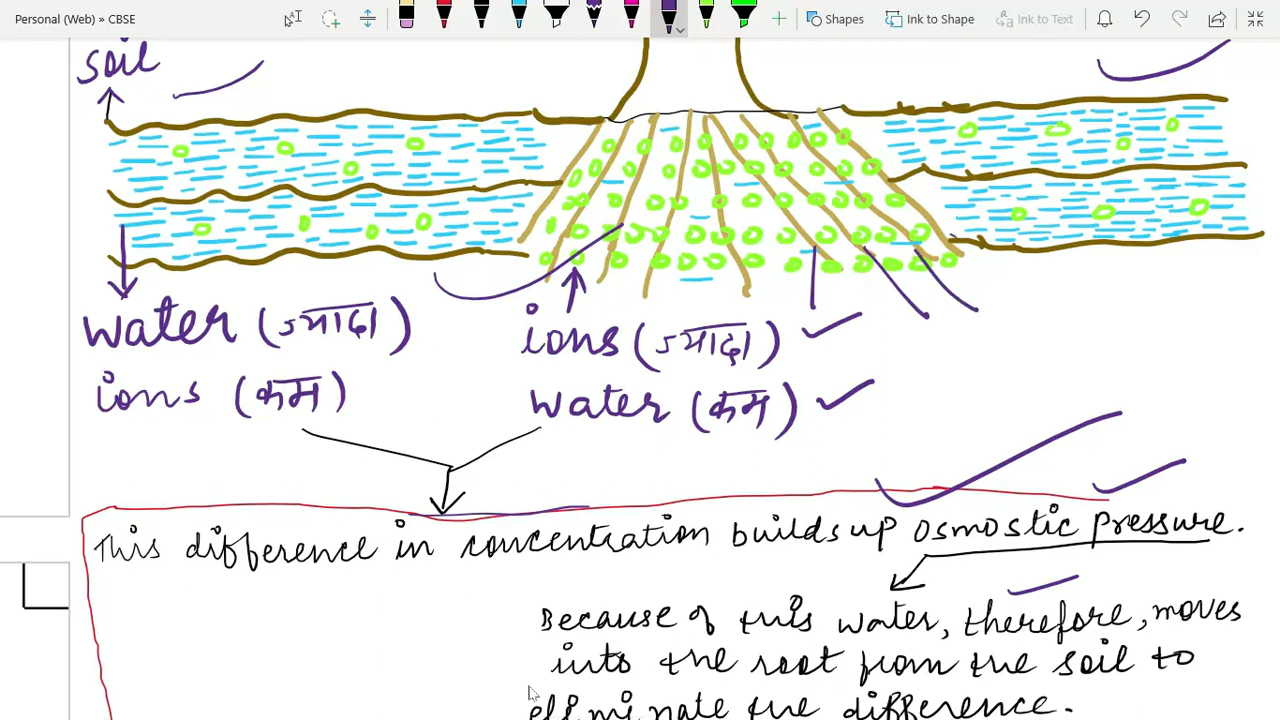 Personal (Web) » CBSE
Shapes
Ink to Shape
Ink to Text
soil
water (ज्यादा)
ions (ज्यादा)
ions (कम)
water (कम)
This difference in concentration builds up osmostic pressure.
Because of this water, therefore, moves
into the root from the soil to
eliminate the difference.